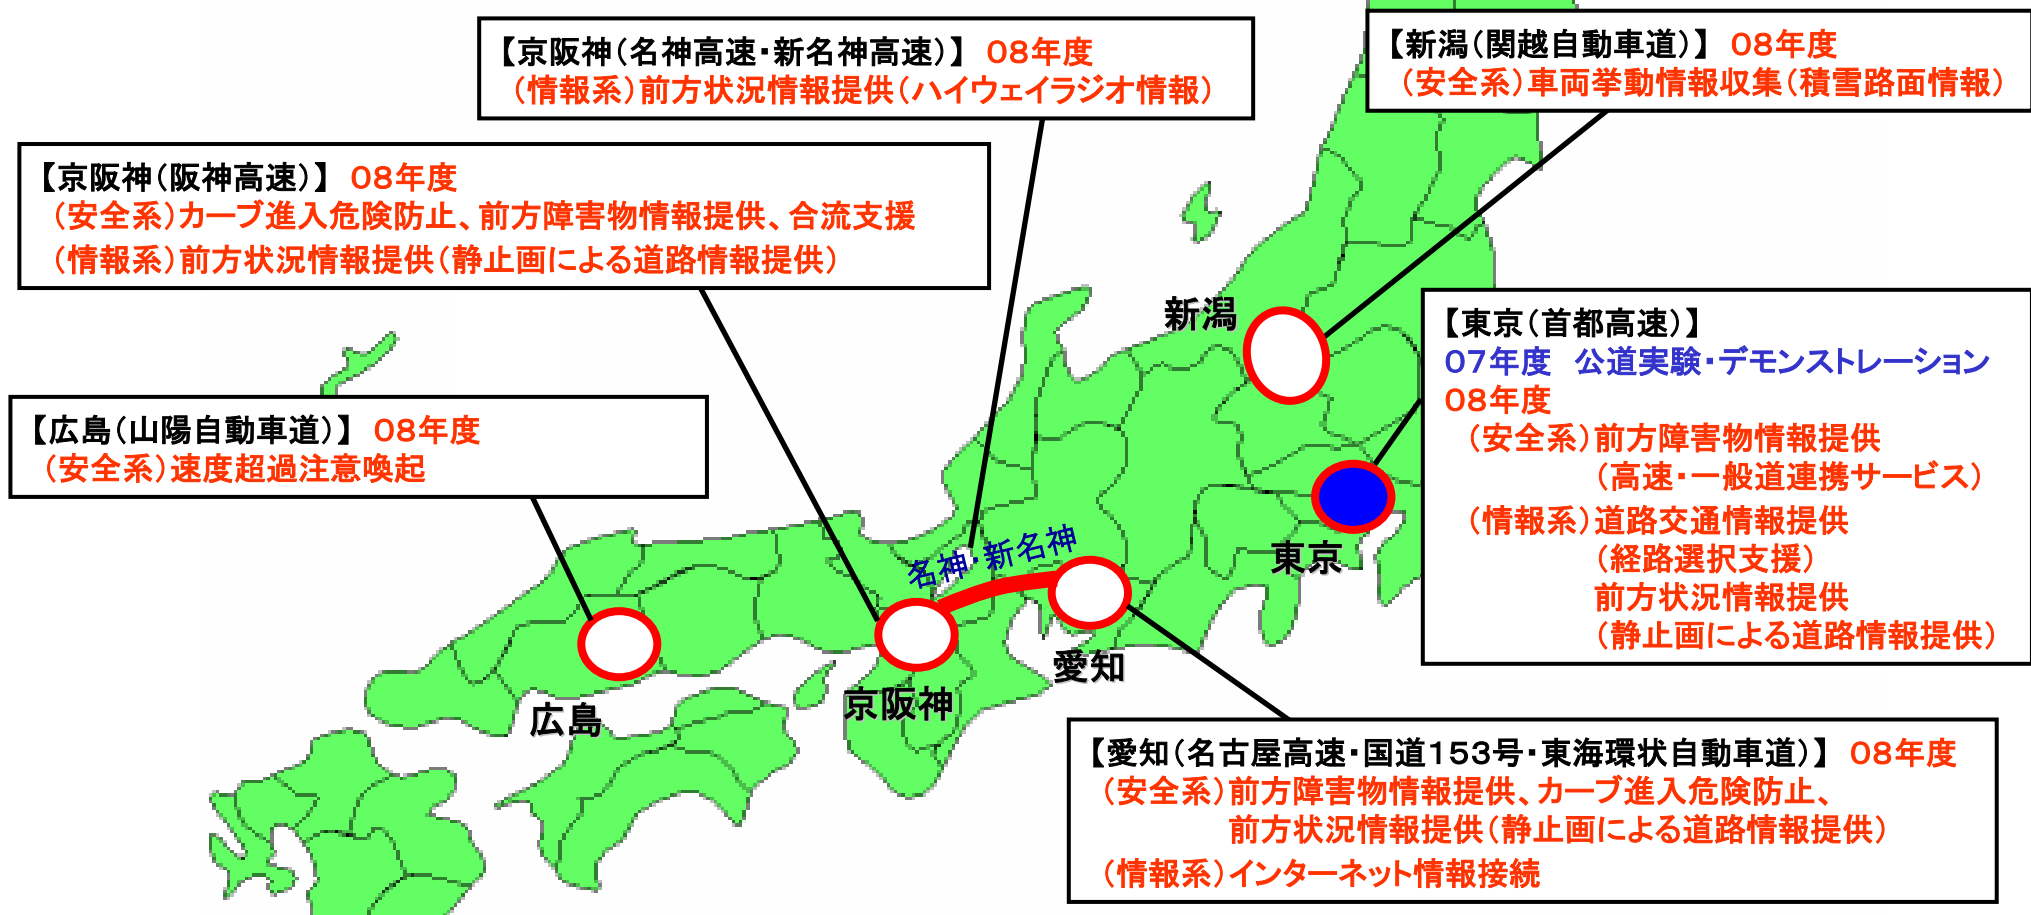 【京阪神（名神高速・新名神高速）】 08年度
（情報系）前方状況情報提供（ハイウェイラジオ情報）
【新潟（関越自動車道）】 08年度
（安全系）車両挙動情報収集（積雪路面情報）
【京阪神（阪神高速）】 08年度
（安全系）カーブ進入危険防止、前方障害物情報提供、合流支援
（情報系）前方状況情報提供（静止画による道路情報提供）
【広島（山陽自動車道）】 08年度
（安全系）速度超過注意喚起
新潟
【東京（首都高速）】
07年度　公道実験・デモンストレーション
08年度
（安全系）前方障害物情報提供
（高速・一般道連携サービス）
（情報系）道路交通情報提供
（経路選択支援）
前方状況情報提供
（静止画による道路情報提供）
名神・新名神
東京
愛知
京阪神
広島
【愛知（名古屋高速・国道153号・東海環状自動車道）】 08年度
（安全系）前方障害物情報提供、カーブ進入危険防止、
前方状況情報提供（静止画による道路情報提供）
（情報系）インターネット情報接続